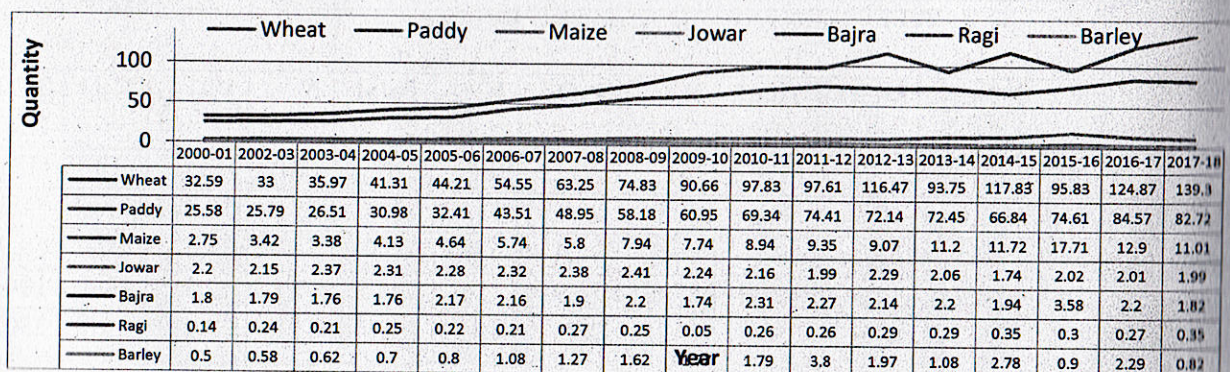 Wheat Paddy Maize Jowar Bajra Ragi Barley
Quantity
100
50
0
2000-01 2002-03 2003-04 2004-05 2005-06 2006-07 2007-08 2008-09 2009-10 2010-11 2011-12 2012-13 2013-14 2014-15 2015-16 2016-17 2017-18
Wheat 32.59 33 35.97 41.31 44.21 54.55 63.25 74.83 90.66 97.83 97.61 116.47 93.75 117.83 95.83 124.87
Paddy 25.58 25.79 26.51 30.98 32.41 43.51 48.95 58.18 60.95 69.34 74.41 72.14 72.45 66.84 74.61 84.57 82.72
Maize 2.75 3.42 3.38 4.13 4.64 5.74 5.8 7.94 7.74 8.94 9.35 9.07 11.2 11.72 17.71 12.9 11.01
Jowar 2.2 2.15 2.37 2.31 2.28 2.32 2.38 2.41 2.24 2.16 1.99 2.29 2.06 1.74 2.02 2.01 1.99
Bajra 1.8 1.79 1.76 1.76 2.17 2.16 1.9 2.2 1.74 2.31 2.27 2.14 2.2 1.94 3.58 2.2 1.82
Ragi 0.14 0.24 0.21 0.25 0.22 0.21 0.27 0.25 0.05 0.26 0.26 0.29 0.29 0.35 0.3 0.27 0.35
Barley 0.5 0.58 0.62 0.7 0.8 1.08 1.27 1.62 Year 1.79 3.8 1.97 1.08 2.78 0.9 2.29 0.82